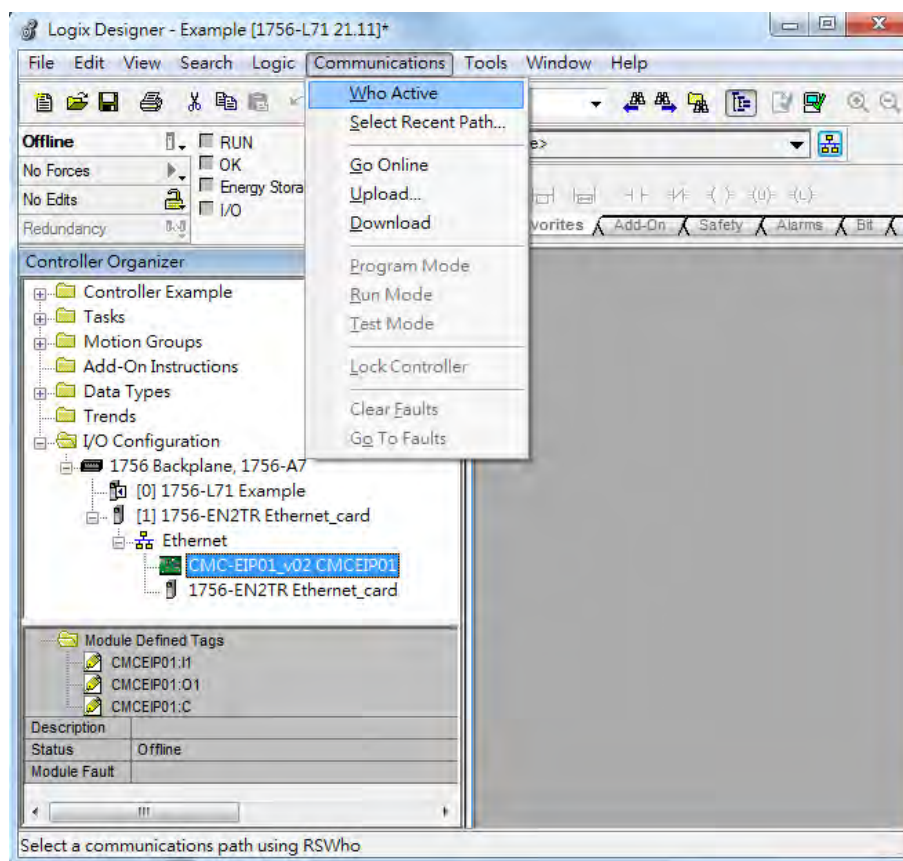 Logix Designer - Example [1756-L71 21.11]*
File Edit View Search Logic Communications Tools Window Help
Who Active
Select Recent Path...
Go Online
Upload...
Download
Program Mode
Run Mode
Test Mode
Lock Controller
Clear Faults
Go To Faults
Offline
RUN
No Forces
OK
No Edits
Energy Stora
I/O
Redundancy
e>
vorites Add-On Safety Alarms Bit
Controller Organizer
Controller Example
Tasks
Motion Groups
Add-On Instructions
Data Types
Trends
I/O Configuration
1756 Backplane, 1756-A7
[0] 1756-L71 Example
[1] 1756-EN2TR Ethernet_card
Ethernet
CMC-EIP01_v02 CMCEIP01
1756-EN2TR Ethernet_card
Module Defined Tags
CMCEIP01:I1
CMCEIP01:O1
CMCEIP01:C
Description
Status Offline
Module Fault
Select a communications path using RSWho